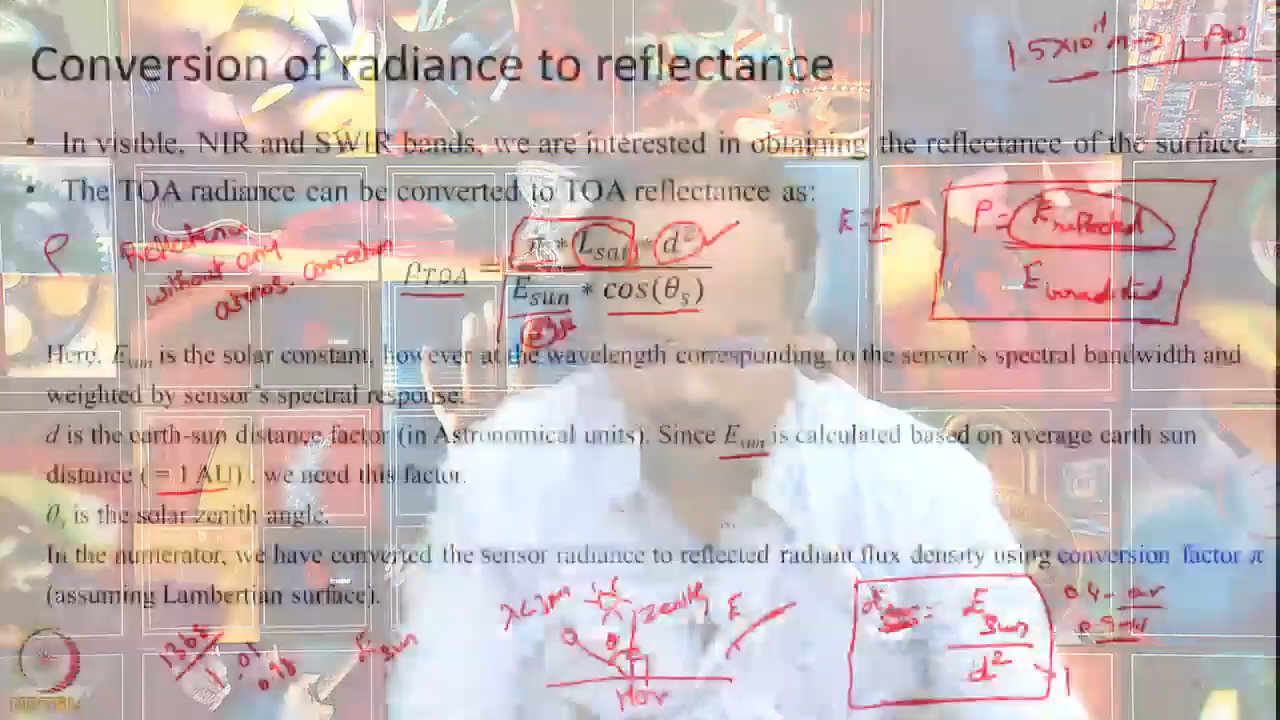 Conversion of radiance to reflectance
1.5×10¹¹ m → 1 AU
• In visible, NIR and SWIR bands, we are interested in obtaining the reflectance of the surface.
• The TOA radiance can be converted to TOA reflectance as:
ρ Reflectance
without any
atmos. correction
ρTOA = π * Lsat * d² / Esun * cos(θs)
E = L π
ρ = E reflected / E
Here, Esun is the solar constant, however at the wavelength corresponding to the sensor's spectral bandwidth and
weighted by sensor's spectral response.
d is the earth-sun distance factor (in Astronomical units). Since Esun is calculated based on average earth sun
distance ( = 1 AU) , we need this factor.
θs is the solar zenith angle.
In the numerator, we have converted the sensor radiance to reflected radiant flux density using conversion factor π
(assuming Lambertian surface).
zenith
E
θ
Hor
E sun
E sun / d²